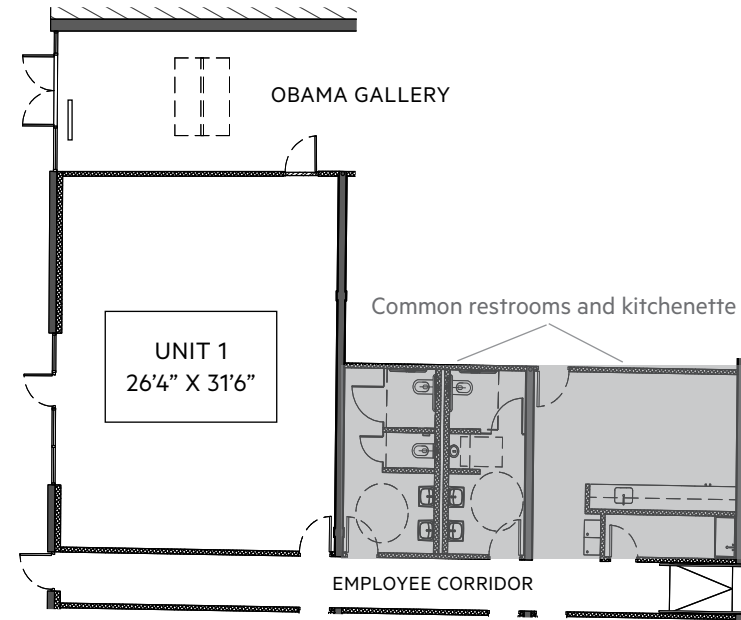 OBAMA GALLERY
Common restrooms and kitchenette
UNIT 1
26’4” X 31’6”
EMPLOYEE CORRIDOR